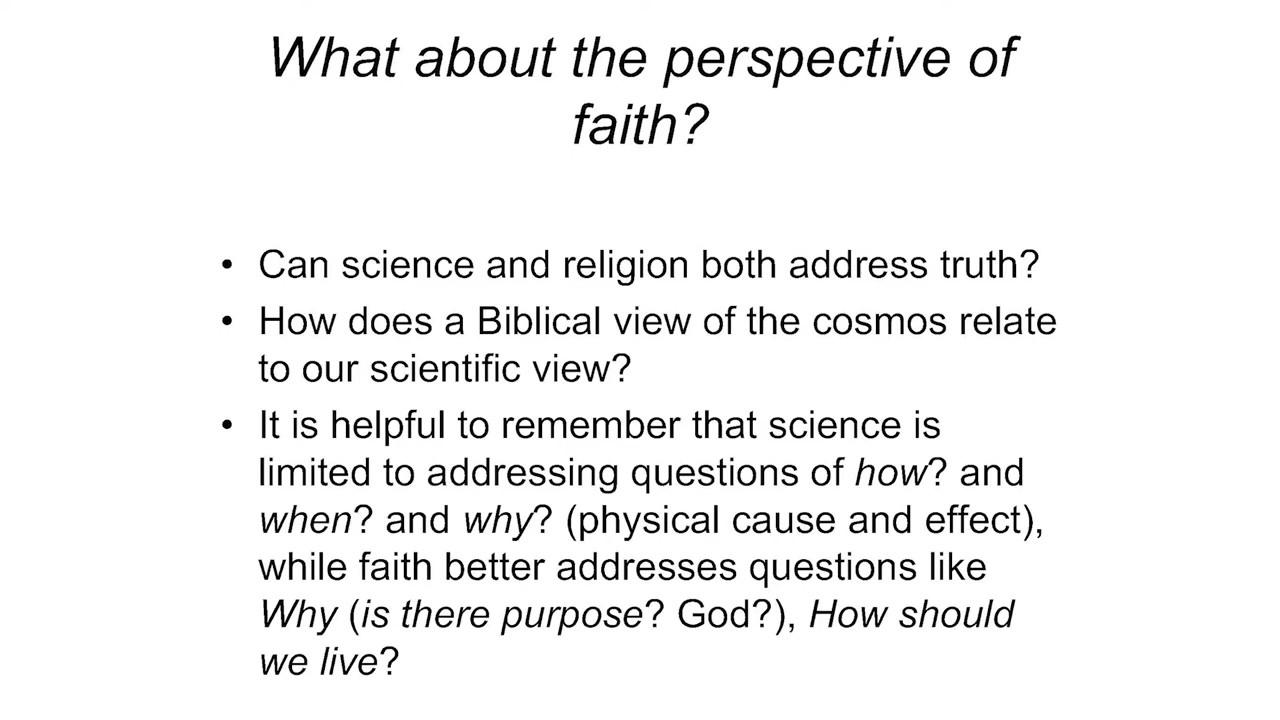 What about the perspective of
faith?
• Can science and religion both address truth?
• How does a Biblical view of the cosmos relate
to our scientific view?
• It is helpful to remember that science is
limited to addressing questions of how? and
when? and why? (physical cause and effect),
while faith better addresses questions like
Why (is there purpose? God?), How should
we live?